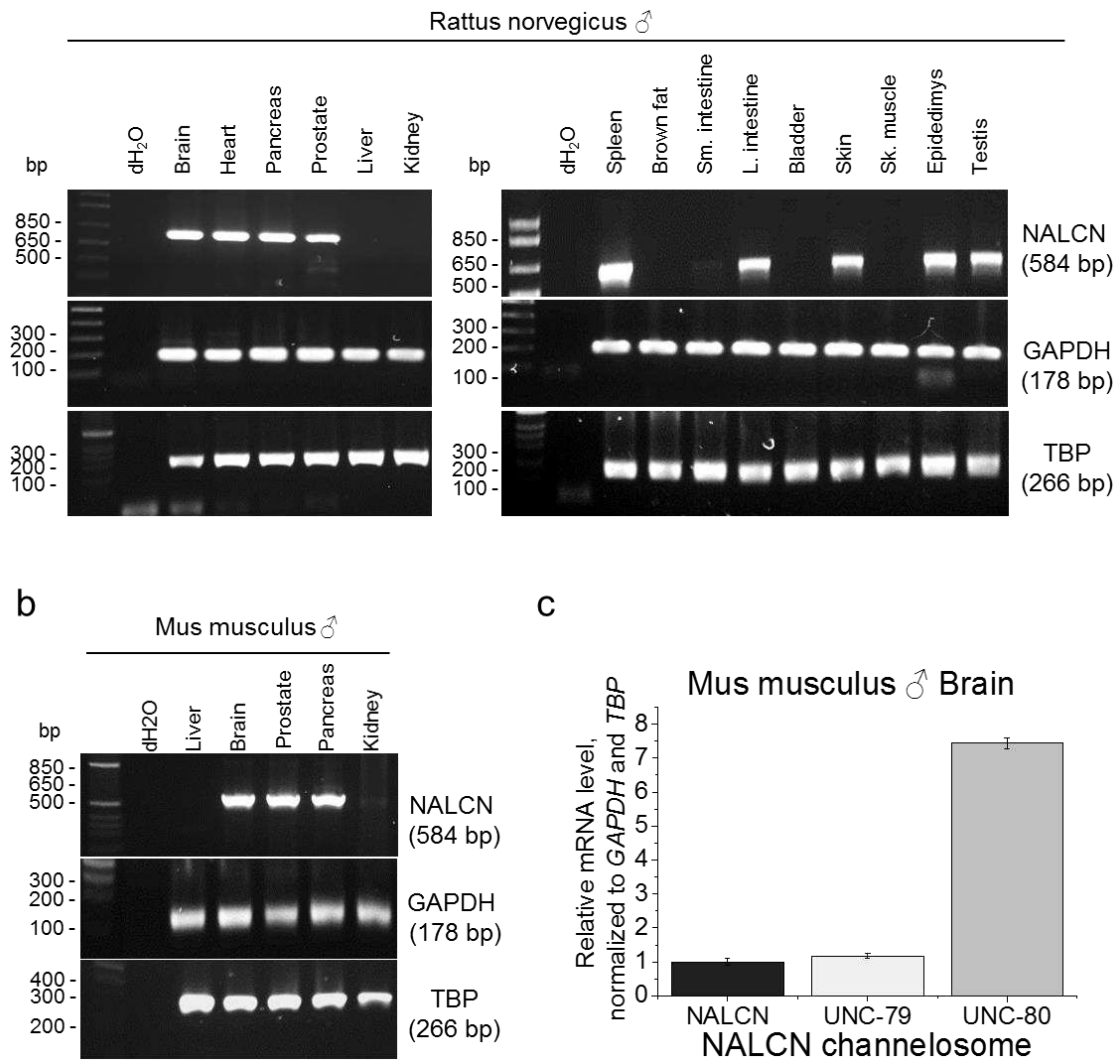 Rattus norvegicus ♂
bp
dH₂O
Brain
Heart
Pancreas
Prostate
Liver
Kidney
850 -
650 -
500 -
300 -
200 -
100 -
300 -
200 -
100 -
bp
dH₂O
Spleen
Brown fat
Sm. intestine
L. intestine
Bladder
Skin
Sk. muscle
Epidedimys
Testis
850 -
650 -
500 -
300 -
200 -
100 -
300 -
200 -
100 -
NALCN
(584 bp)
GAPDH
(178 bp)
TBP
(266 bp)
b
Mus musculus ♂
bp
dH2O
Liver
Brain
Prostate
Pancreas
Kidney
850 -
650 -
500 -
300 -
200 -
100 -
400 -
300 -
200 -
NALCN
(584 bp)
GAPDH
(178 bp)
TBP
(266 bp)
c
Mus musculus ♂ Brain
Relative mRNA level,
normalized to GAPDH and TBP
8
7
6
5
4
3
2
1
0
NALCN UNC-79 UNC-80
NALCN channelosome